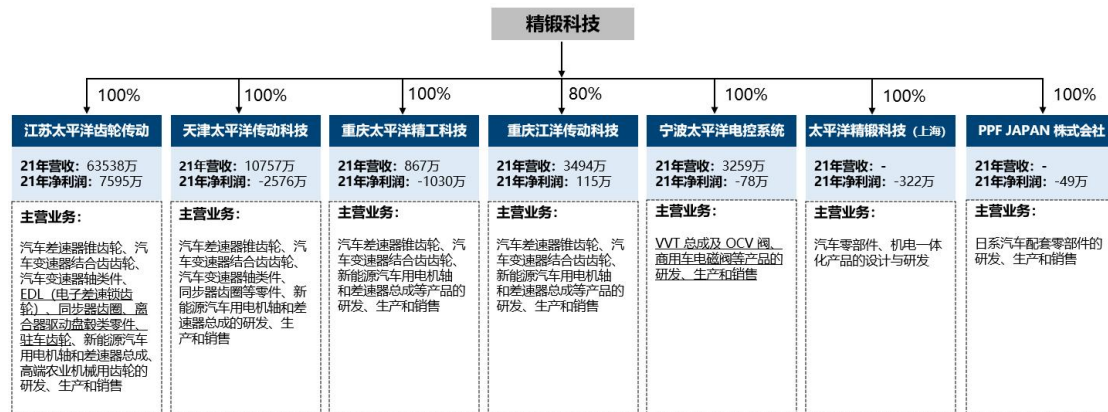 精锻科技
100%
100%
100%
80%
100%
100%
100%
江苏太平洋齿轮传动
21年营收：63538万
21年净利润：7595万
主营业务：
汽车差速器锥齿轮、汽
车变速器结合齿齿轮、
汽车变速器轴类件、
EDL（电子差速锁齿
轮）、同步器齿圈、离
合器驱动盘毂类零件、
驻车齿轮、新能源汽车
用电机轴和差速器总成、
高端农业机械用齿轮的
研发、生产和销售
天津太平洋传动科技
21年营收：10757万
21年净利润：-2576万
主营业务：
汽车差速器锥齿轮、汽
车变速器结合齿齿轮、
汽车变速器轴类件、
同步器齿圈等零件、新
能源汽车用电机轴和差
速器总成的研发、生
产和销售
重庆太平洋精工科技
21年营收：867万
21年净利润：-1030万
主营业务：
汽车差速器锥齿轮、汽
车变速器结合齿齿轮、
新能源汽车用电机轴
和差速器总成等产品的
研发、生产和销售
重庆江洋传动科技
21年营收：3494万
21年净利润：115万
主营业务：
汽车差速器锥齿轮、汽
车变速器结合齿齿轮、
新能源汽车用电机轴
和差速器总成等产品的
研发、生产和销售
宁波太平洋电控系统
21年营收：3259万
21年净利润：-78万
主营业务：
VVT 总成及 OCV 阀、
商用车电磁阀等产品的
研发、生产和销售
太平洋精锻科技（上海）
21年营收：-
21年净利润：-322万
主营业务：
汽车零部件、机电一体
化产品的设计与研发
PPF JAPAN 株式会社
21年营收：-
21年净利润：-49万
主营业务：
日系汽车配套零部件的
研发、生产和销售